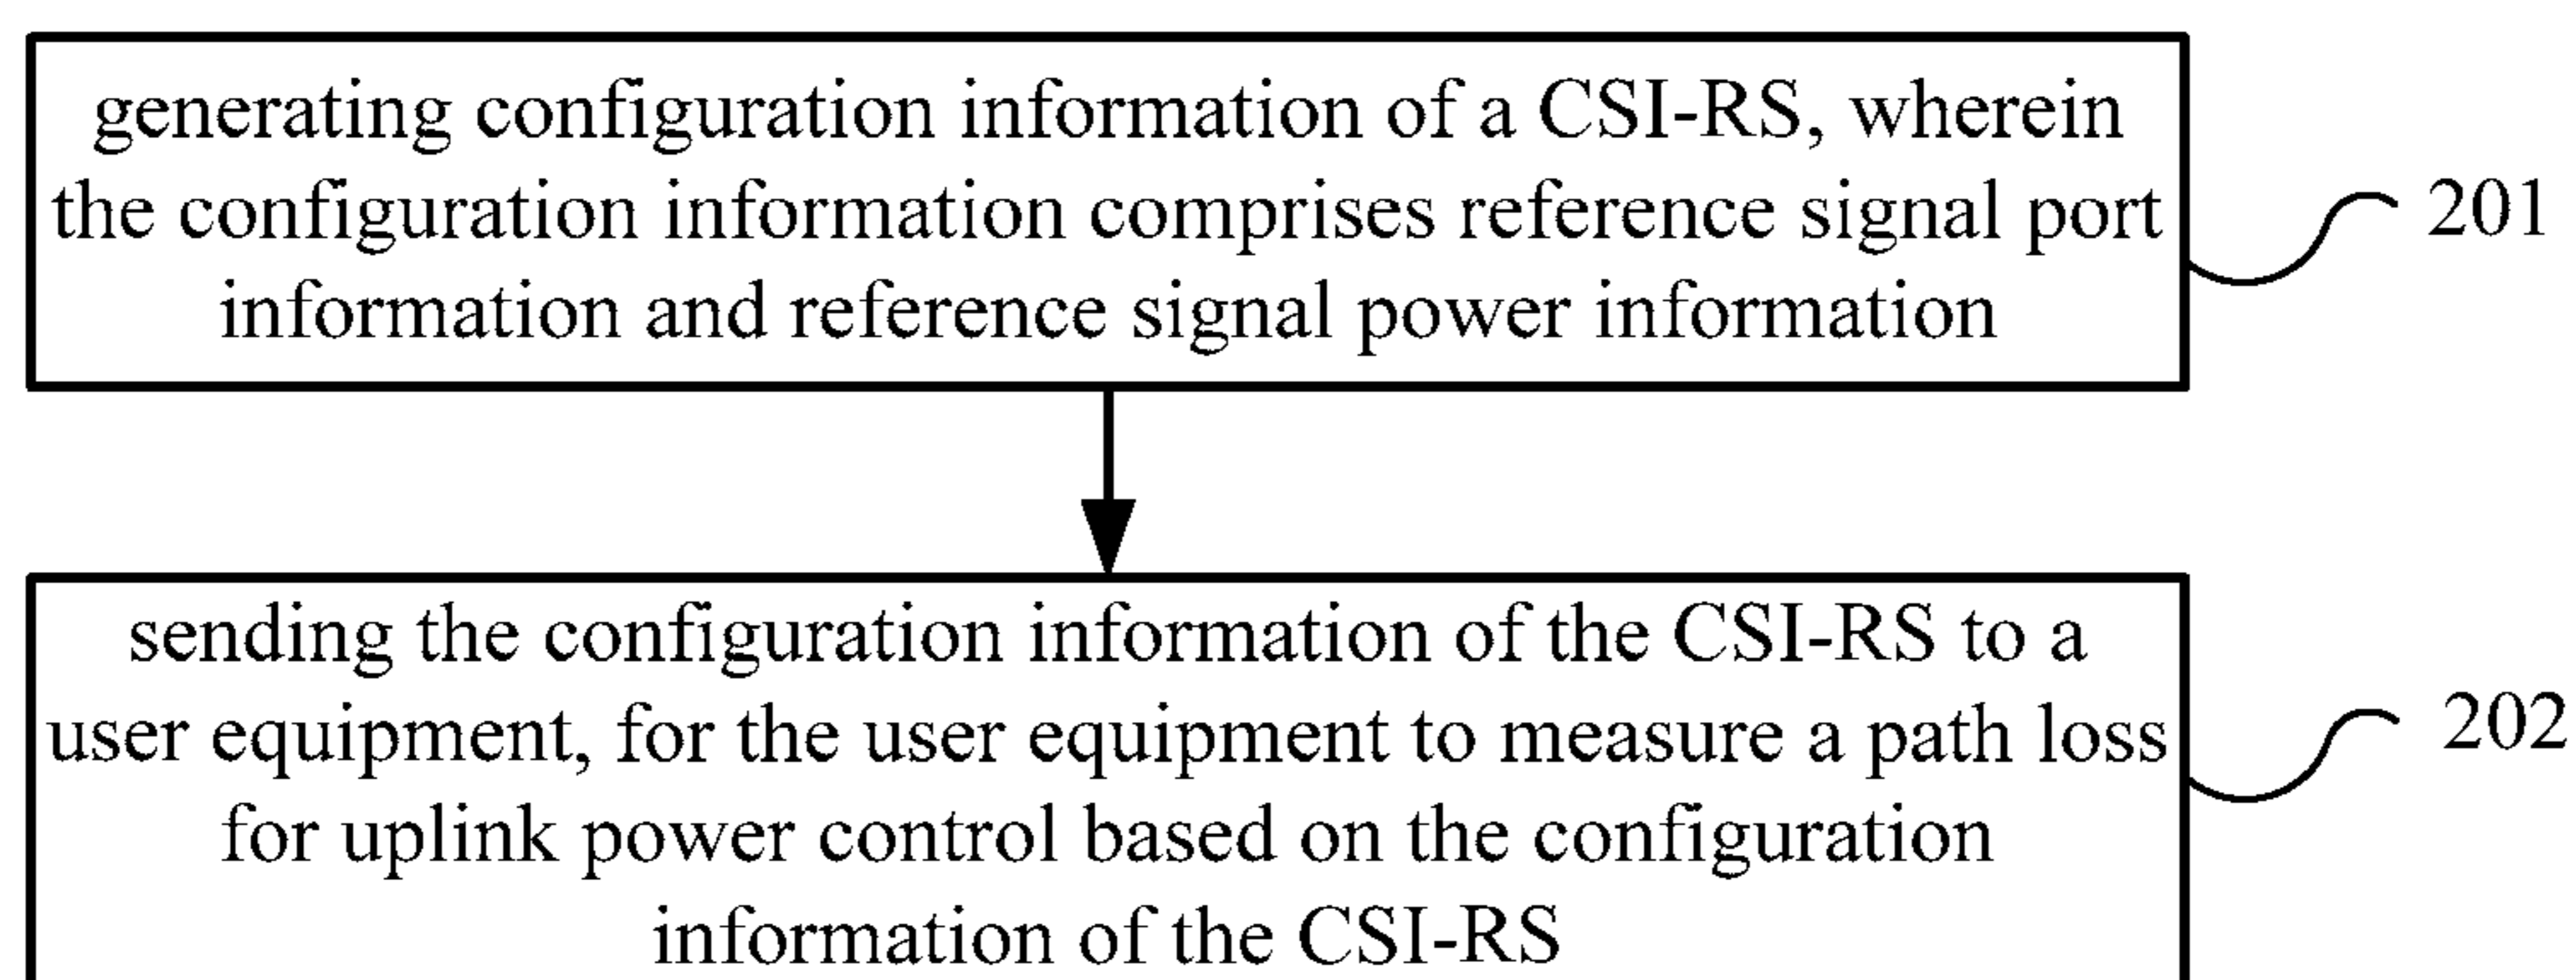 generating configuration information of a CSI-RS, wherein
the configuration information comprises reference signal port
information and reference signal power information
201
sending the configuration information of the CSI-RS to a
user equipment, for the user equipment to measure a path loss
for uplink power control based on the configuration
information of the CSI-RS
202